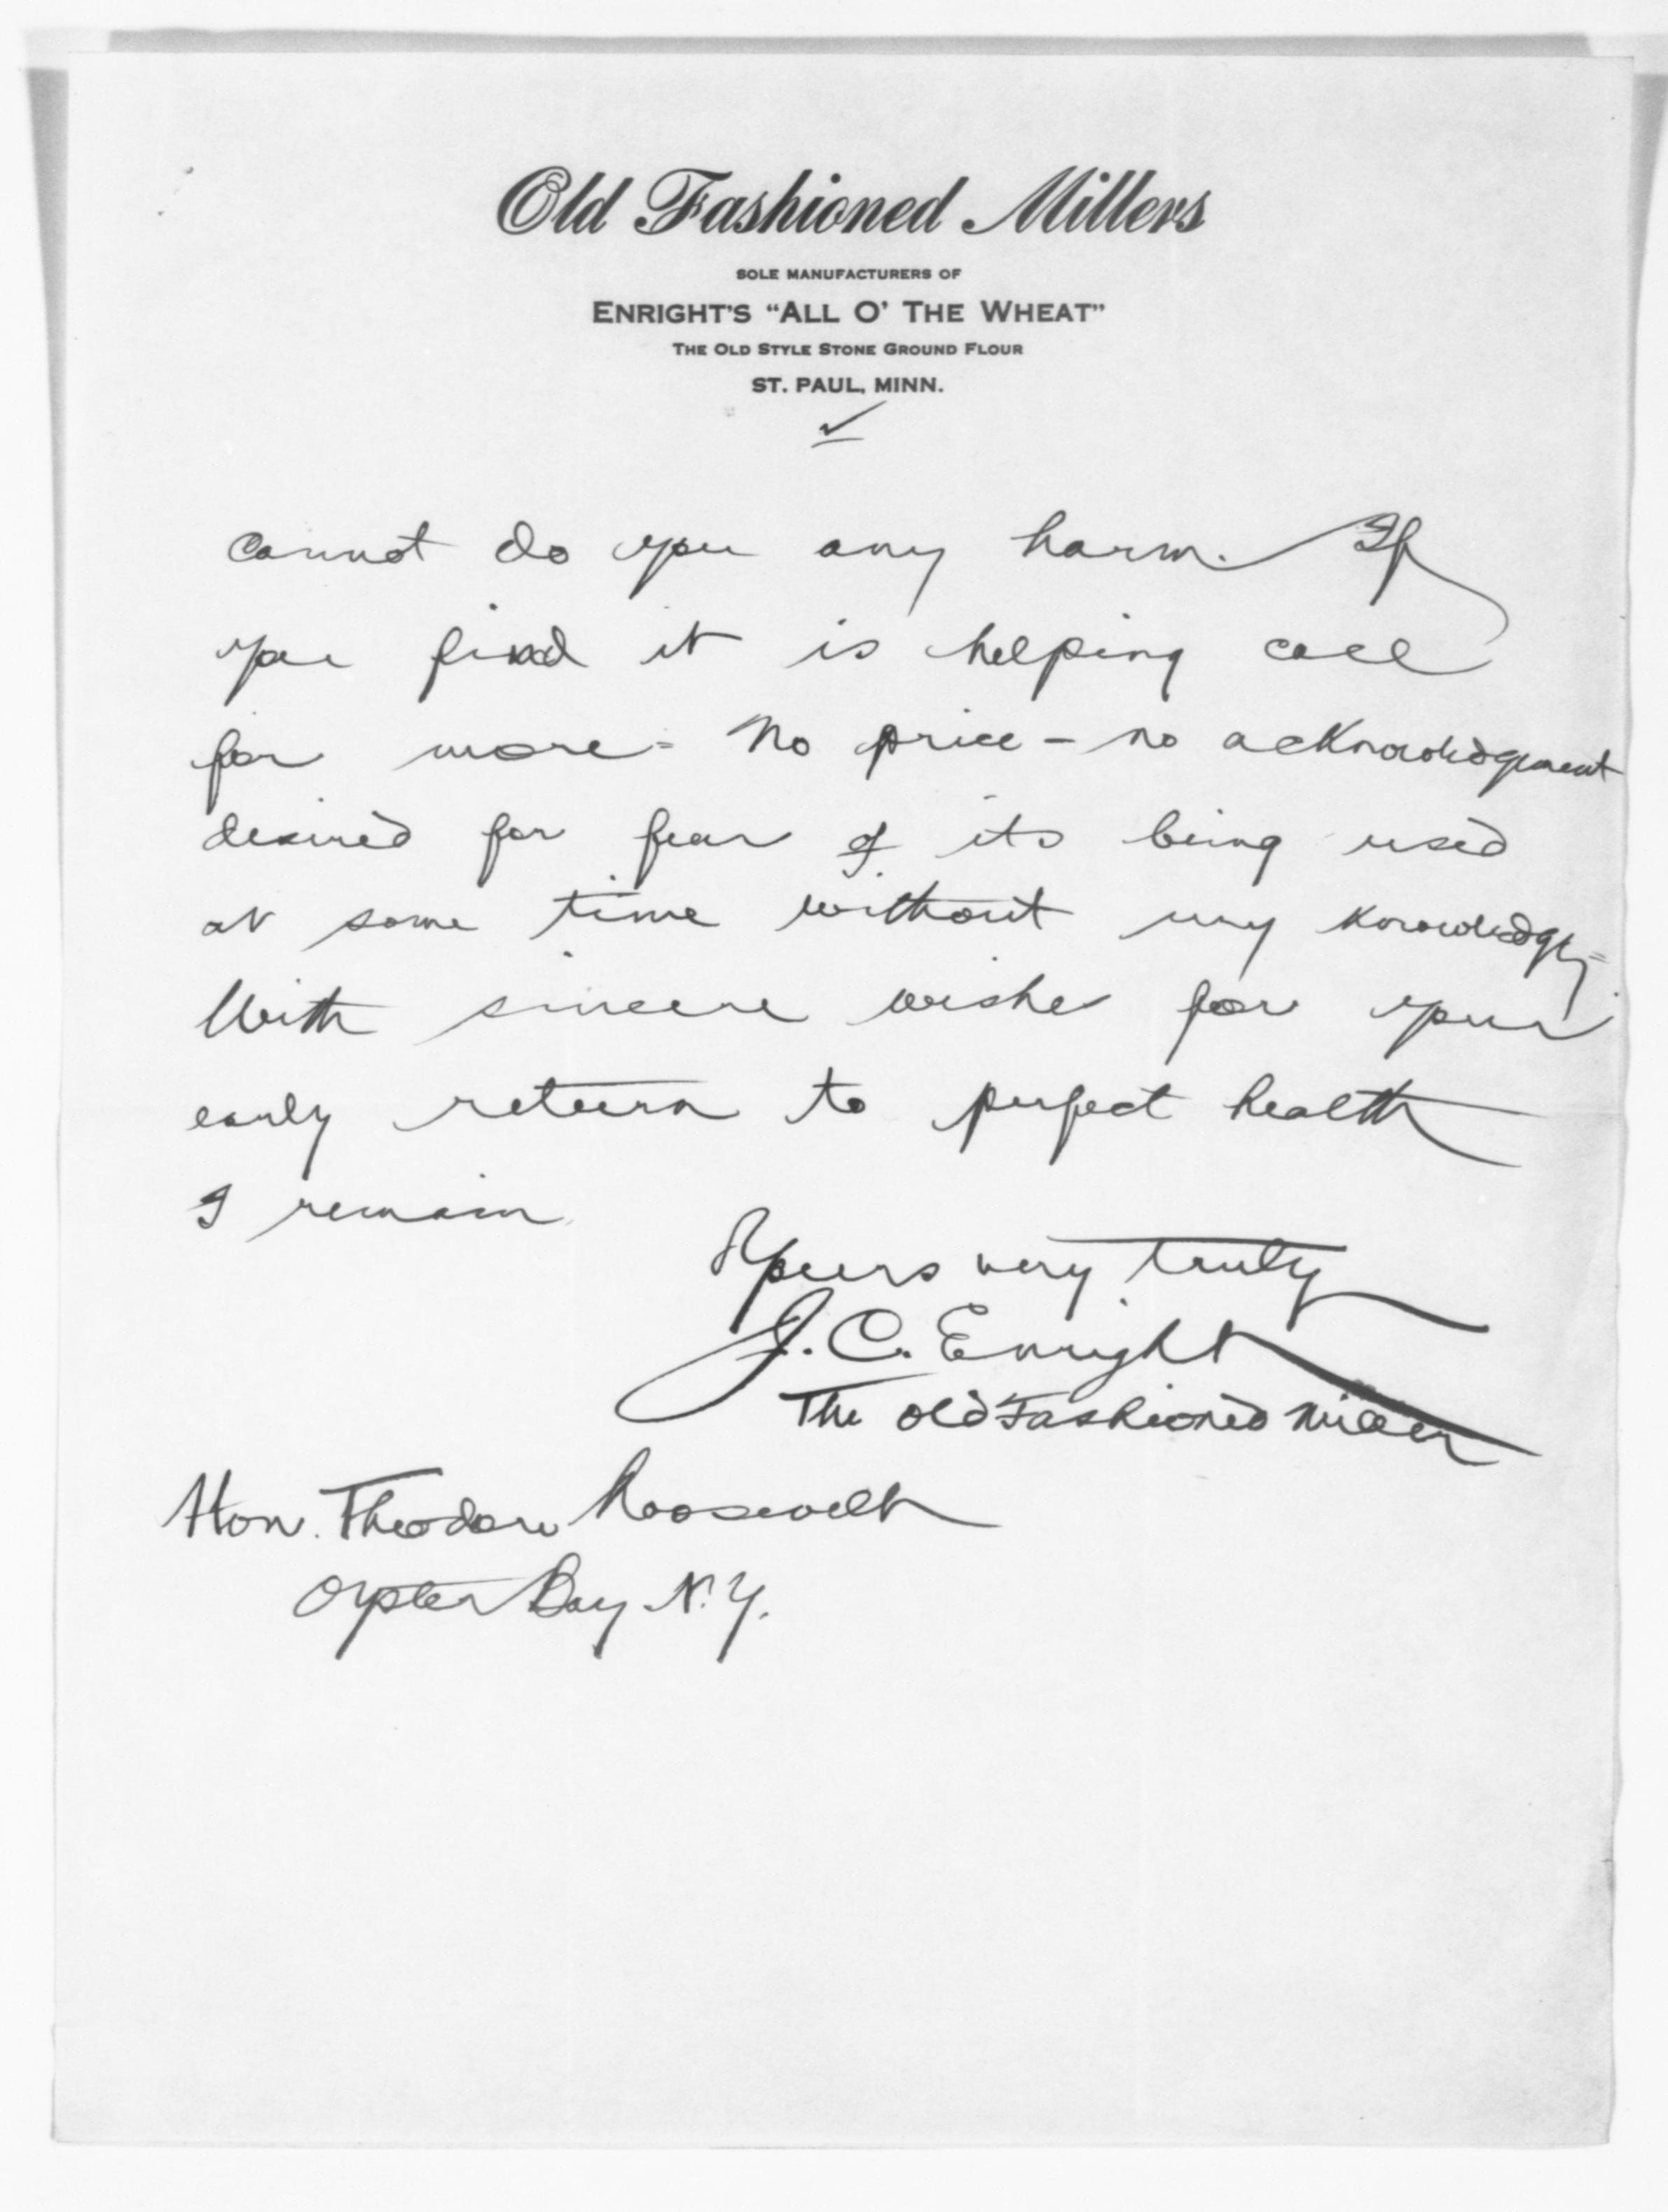 Old Fashioned Millers
SOLE MANUFACTURERS OF
ENRIGHT'S "ALL O' THE WHEAT"
THE OLD STYLE STONE GROUND FLOUR
ST. PAUL, MINN.
cannot do you any harm. If
you find it is helping call
for more - No price - no acknowledgment
desired for fear of its being used
at some time without my knowledge -
With sincere wishes for your
early return to perfect health
I remain
Yours very truly
J. C. Enright
The Old Fashioned Miller
Hon. Theodore Roosevelt
Oyster Bay N.Y.